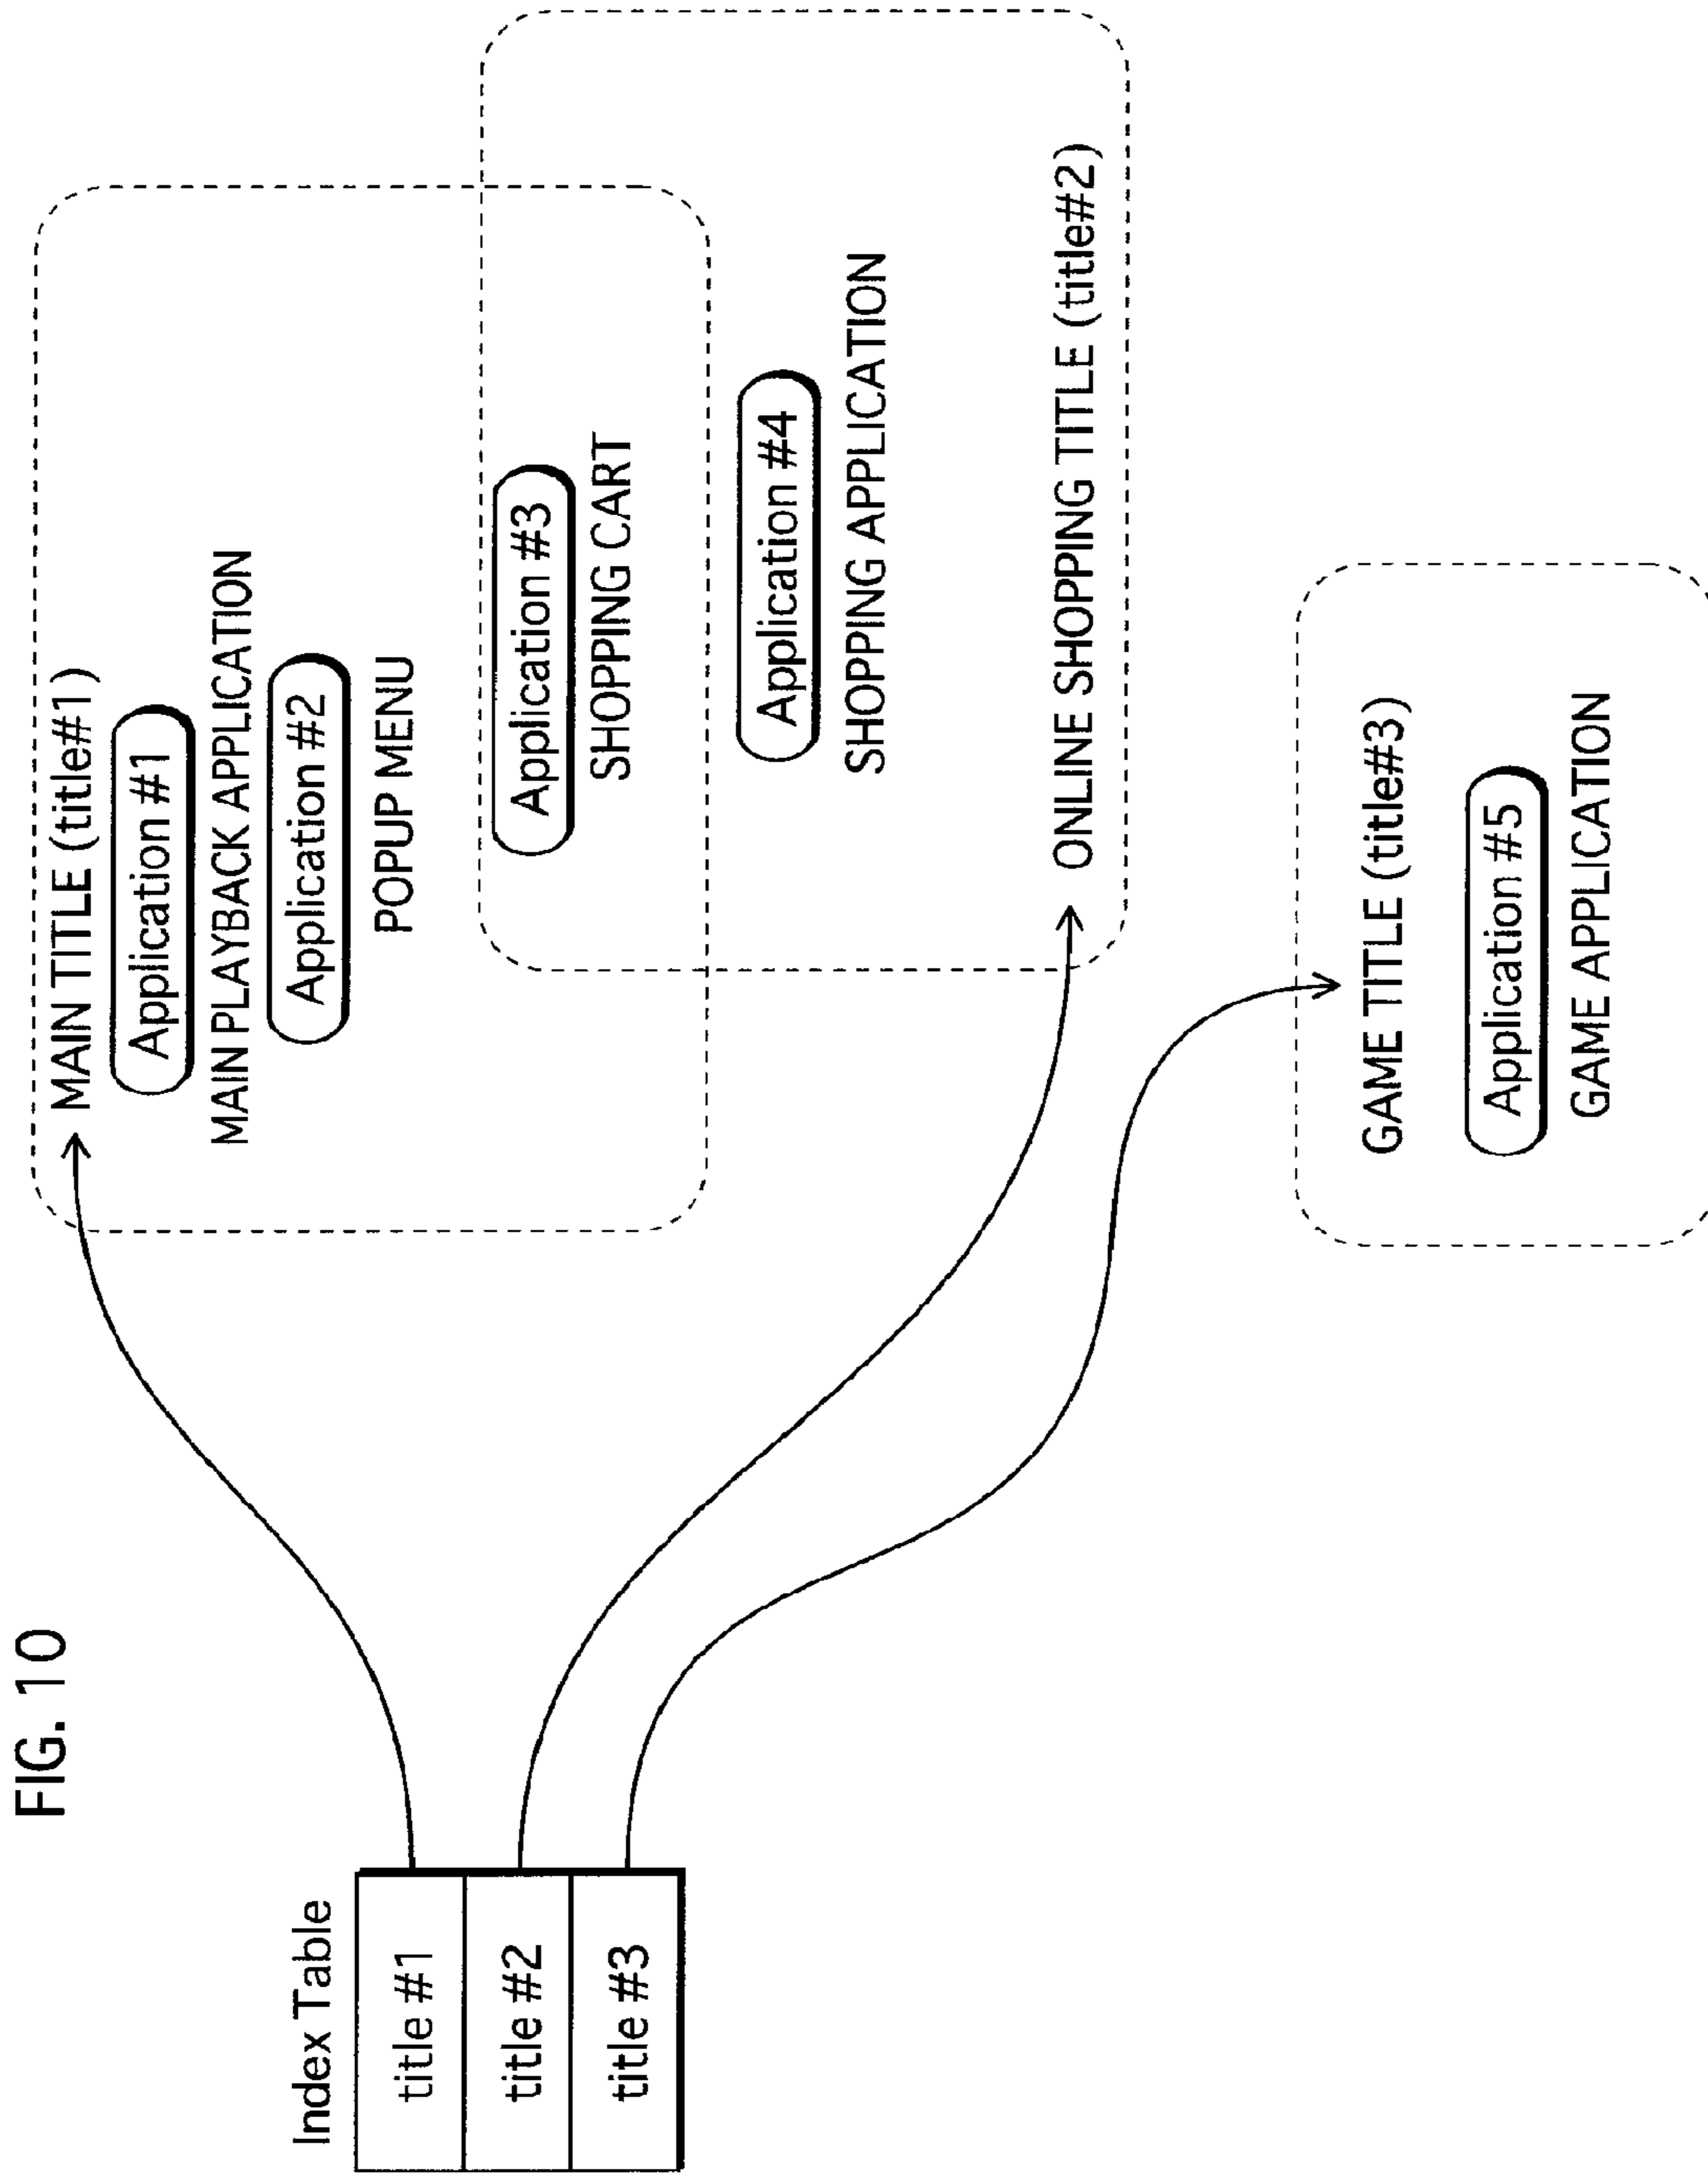 FIG. 10
Index Table
title #1
title #2
title #3
MAIN TITLE (title#1)
Application #1
MAIN PLAYBACK APPLICATION
Application #2
POPUP MENU
Application #3
SHOPPING CART
Application #4
SHOPPING APPLICATION
ONLINE SHOPPING TITLE (title#2)
GAME TITLE (title#3)
Application #5
GAME APPLICATION